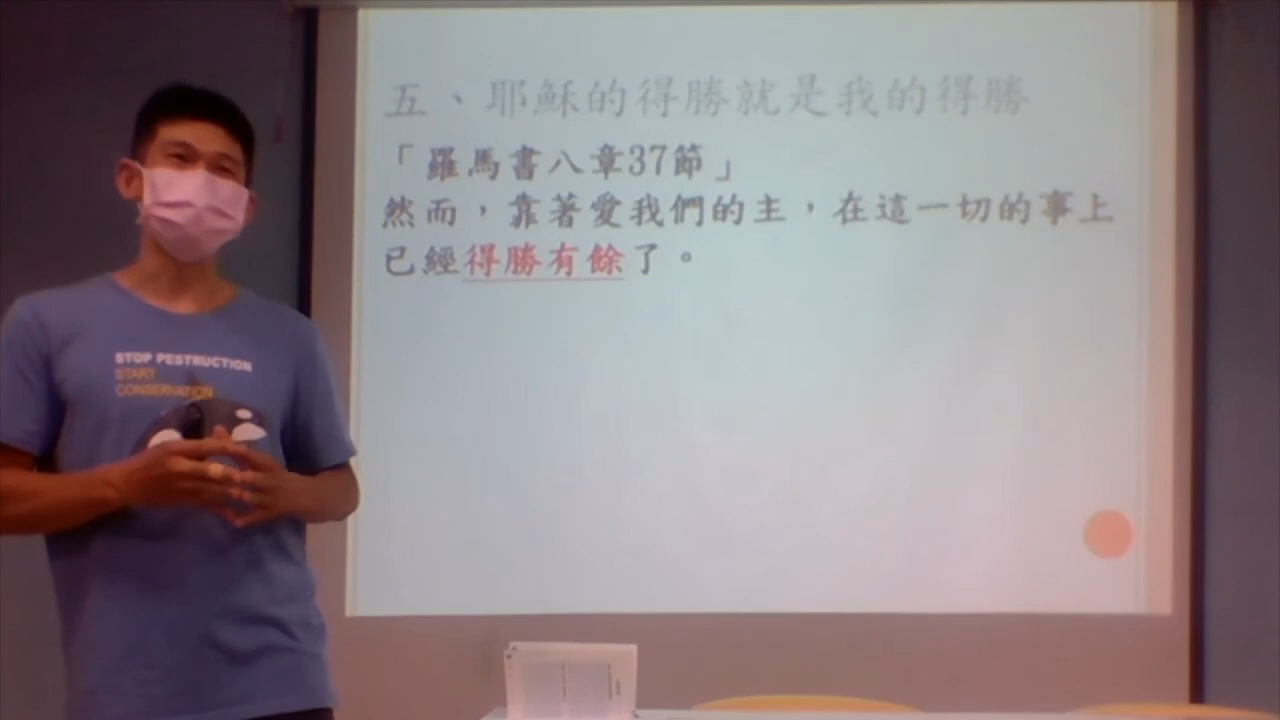 五、耶穌的得勝就是我的得勝
「羅馬書八章37節」
然而，靠著愛我們的主，在這一切的事上
已經得勝有餘了。
STOP PESTRUCTION
START
CONSERVATION